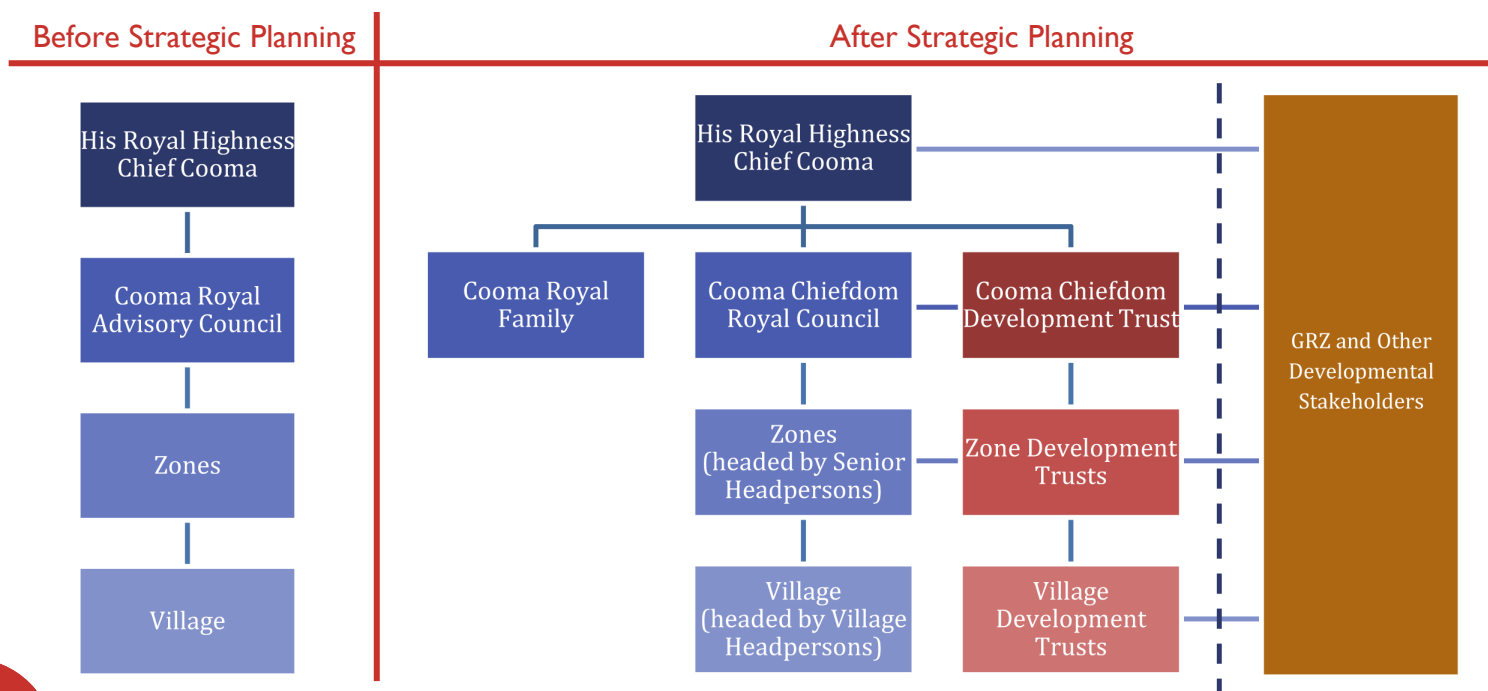 Before Strategic Planning
After Strategic Planning
His Royal Highness
Chief Cooma
Cooma Royal
Advisory Council
Zones
Village
His Royal Highness
Chief Cooma
Cooma Royal
Family
Cooma Chiefdom
Royal Council
Cooma Chiefdom
Development Trust
Zones
(headed by Senior
Headpersons)
Zone Development
Trusts
Village
(headed by Village
Headpersons)
Village
Development
Trusts
GRZ and Other
Developmental
Stakeholders